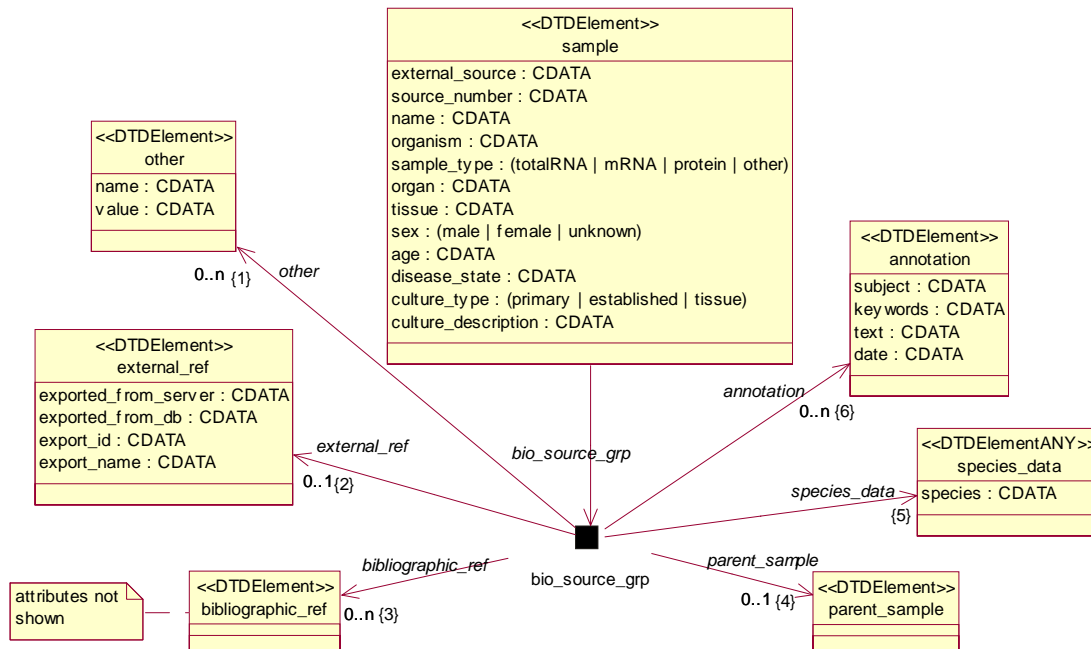 <<DTDElement>>
sample
external_source : CDATA
source_number : CDATA
name : CDATA
organism : CDATA
sample_type : (totalRNA | mRNA | protein | other)
organ : CDATA
tissue : CDATA
sex : (male | female | unknown)
age : CDATA
disease_state : CDATA
culture_type : (primary | established | tissue)
culture_description : CDATA
<<DTDElement>>
other
name : CDATA
value : CDATA
0..n {1}
other
<<DTDElement>>
annotation
subject : CDATA
keywords : CDATA
text : CDATA
date : CDATA
annotation
0..n {6}
<<DTDElement>>
external_ref
exported_from_server : CDATA
exported_from_db : CDATA
export_id : CDATA
export_name : CDATA
external_ref
0..1{2}
bio_source_grp
<<DTDElementANY>>
species_data
species : CDATA
species_data
{5}
bio_source_grp
bibliographic_ref
0..n {3}
<<DTDElement>>
bibliographic_ref
attributes not
shown
parent_sample
0..1 {4}
<<DTDElement>>
parent_sample